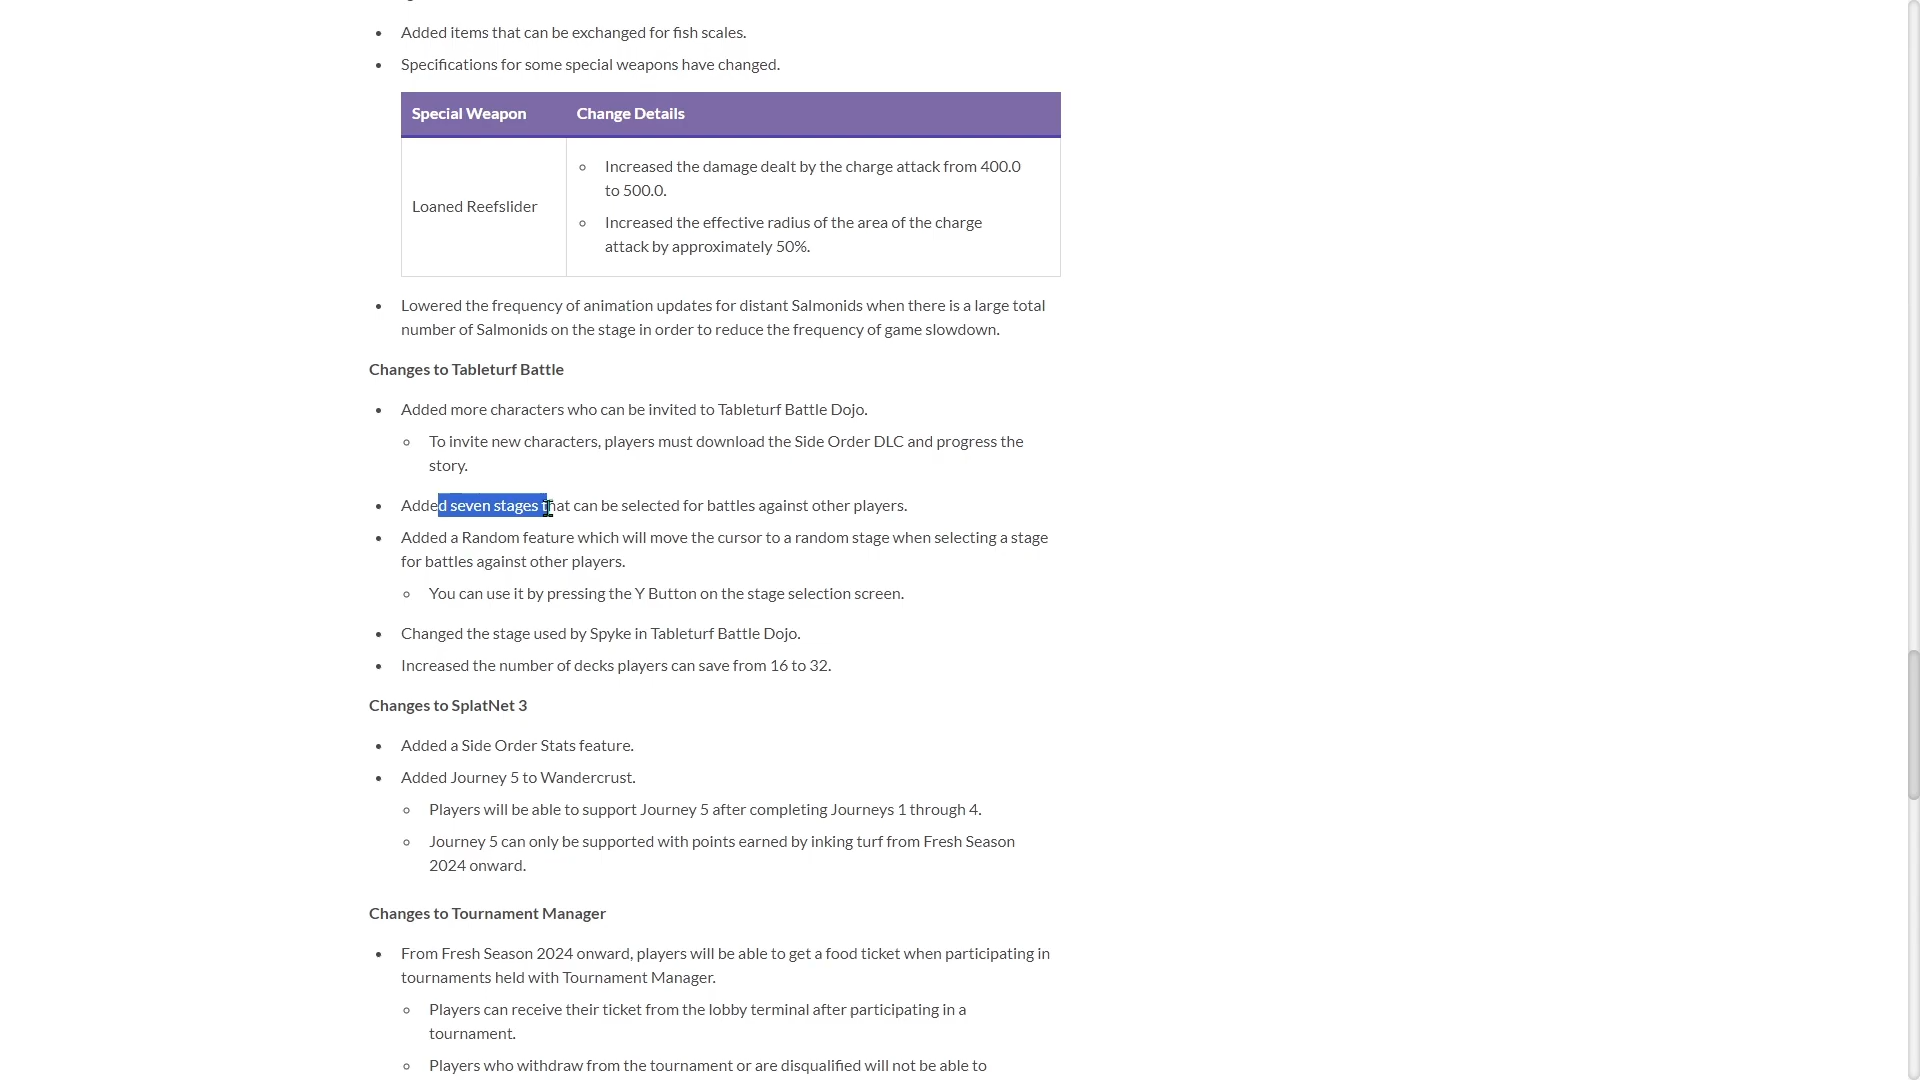 Added items that can be exchanged for fish scales.
Specifications for some special weapons have changed.
Special Weapon Change Details
Increased the damage dealt by the charge attack from 400.0
to 500.0.
Loaned Reefslider
Increased the effective radius of the area of the charge
attack by approximately 50%.
Lowered the frequency of animation updates for distant Salmonids when there is a large total
number of Salmonids on the stage in order to reduce the frequency of game slowdown.
Changes to Tableturf Battle
Added more characters who can be invited to Tableturf Battle Dojo.
To invite new characters, players must download the Side Order DLC and progress the
story.
Added seven stages that can be selected for battles against other players.
Added a Random feature which will move the cursor to a random stage when selecting a stage
for battles against other players.
You can use it by pressing the Y Button on the stage selection screen.
Changed the stage used by Spyke in Tableturf Battle Dojo.
Increased the number of decks players can save from 16 to 32.
Changes to SplatNet 3
Added a Side Order Stats feature.
Added Journey 5 to Wandercrust.
Players will be able to support Journey 5 after completing Journeys 1 through 4.
Journey 5 can only be supported with points earned by inking turf from Fresh Season
2024 onward.
Changes to Tournament Manager
From Fresh Season 2024 onward, players will be able to get a food ticket when participating in
tournaments held with Tournament Manager.
Players can receive their ticket from the lobby terminal after participating in a
tournament.
Players who withdraw from the tournament or are disqualified will not be able to